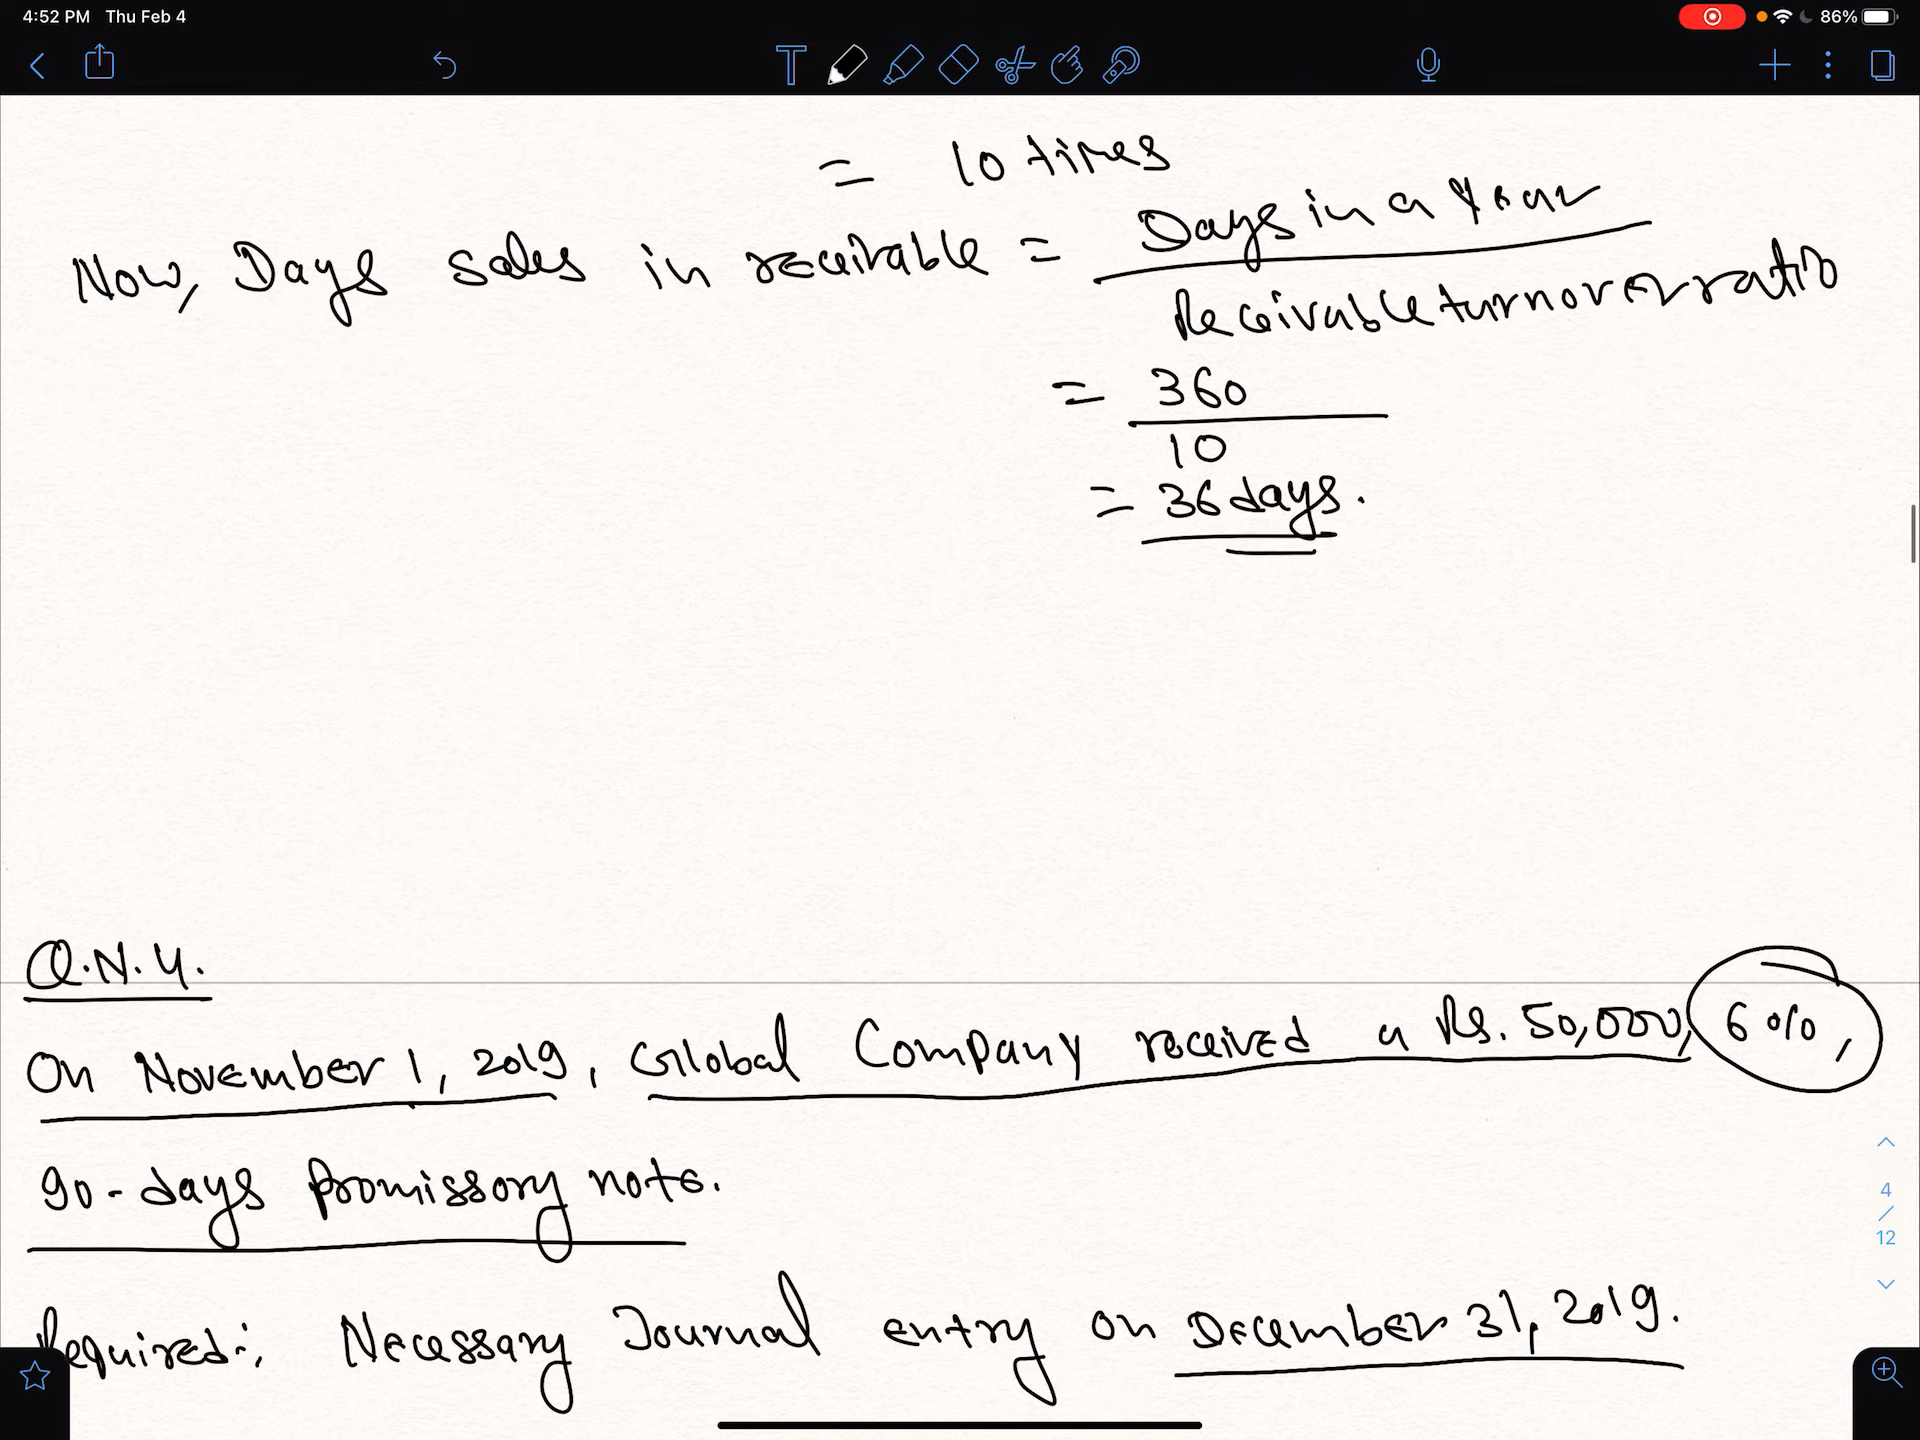 4:52 PM Thu Feb 4
86%
= 10 times
Now, Days sales in receivable = Days in a Year
Receivable turnover ratio
= 360
10
= 36 days.
Q.N.4.
On November 1, 2019, Global Company received a Rs. 50,000, 6%,
90-days Promissory note.
Required:, Necessary Journal entry on December 31, 2019.
4
/
12